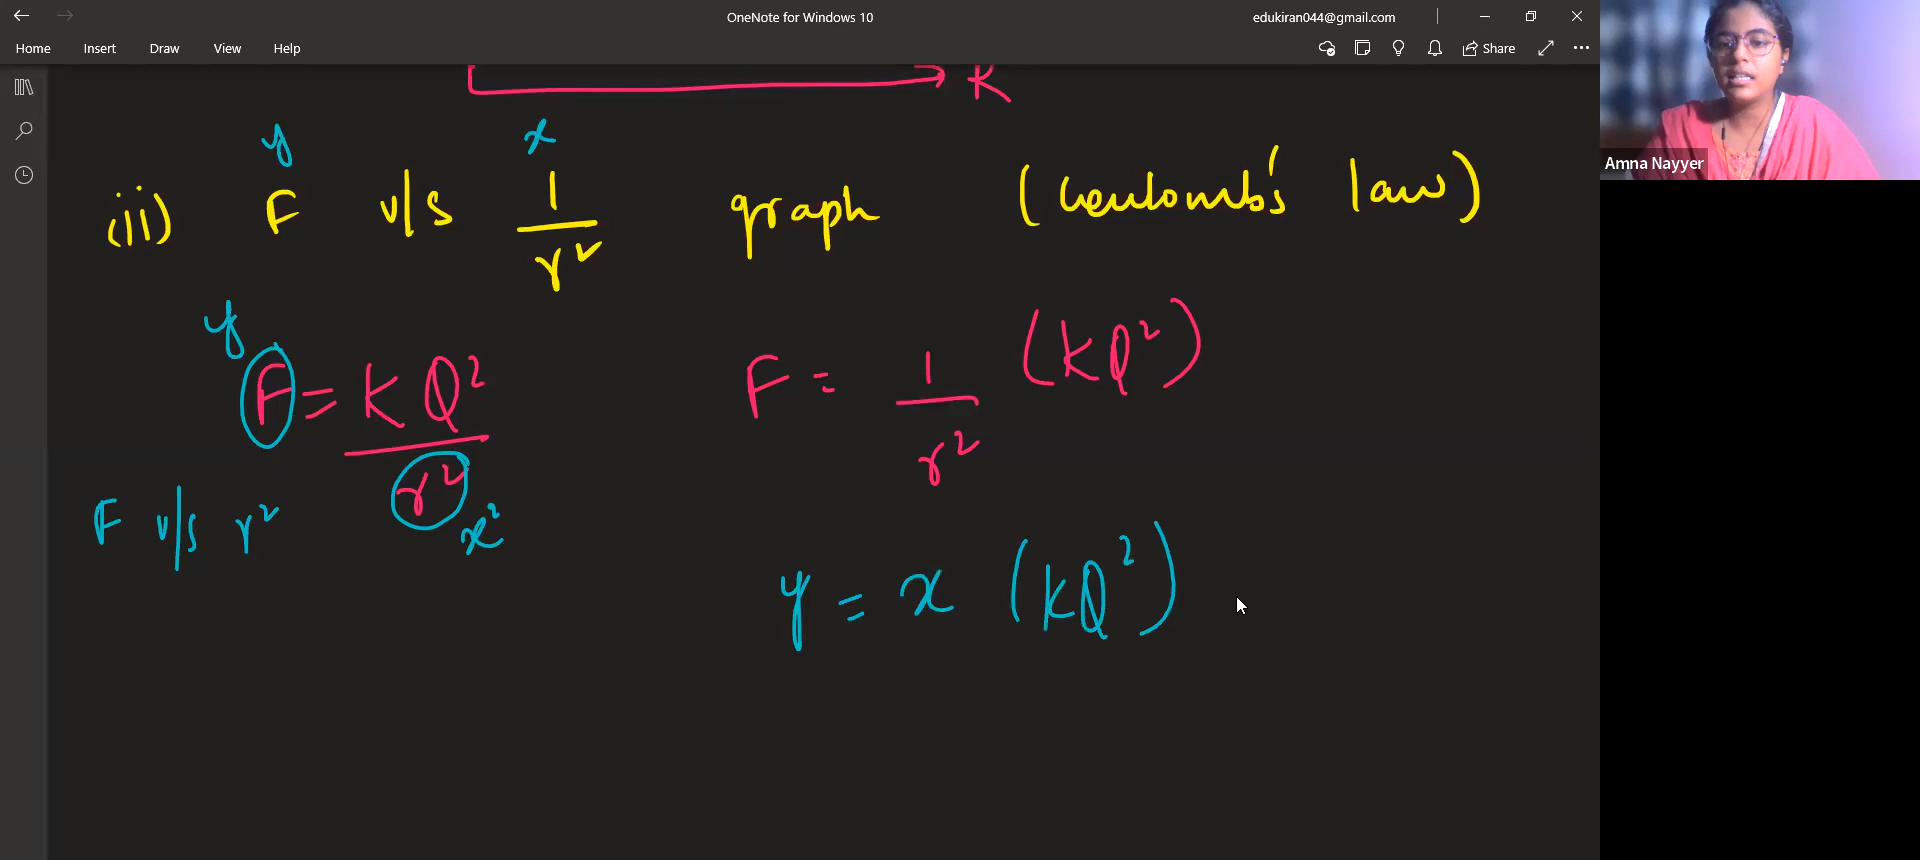 OneNote for Windows 10
edukiran044@gmail.com
Home Insert Draw View Help
Share
Amna Nayyer
R
y x
(ii) F v/s 1/r² graph (Coulomb's law)
y
F = KQ²/r²
x²
F v/s r²
F = 1/r² (KQ²)
y = x (KQ²)